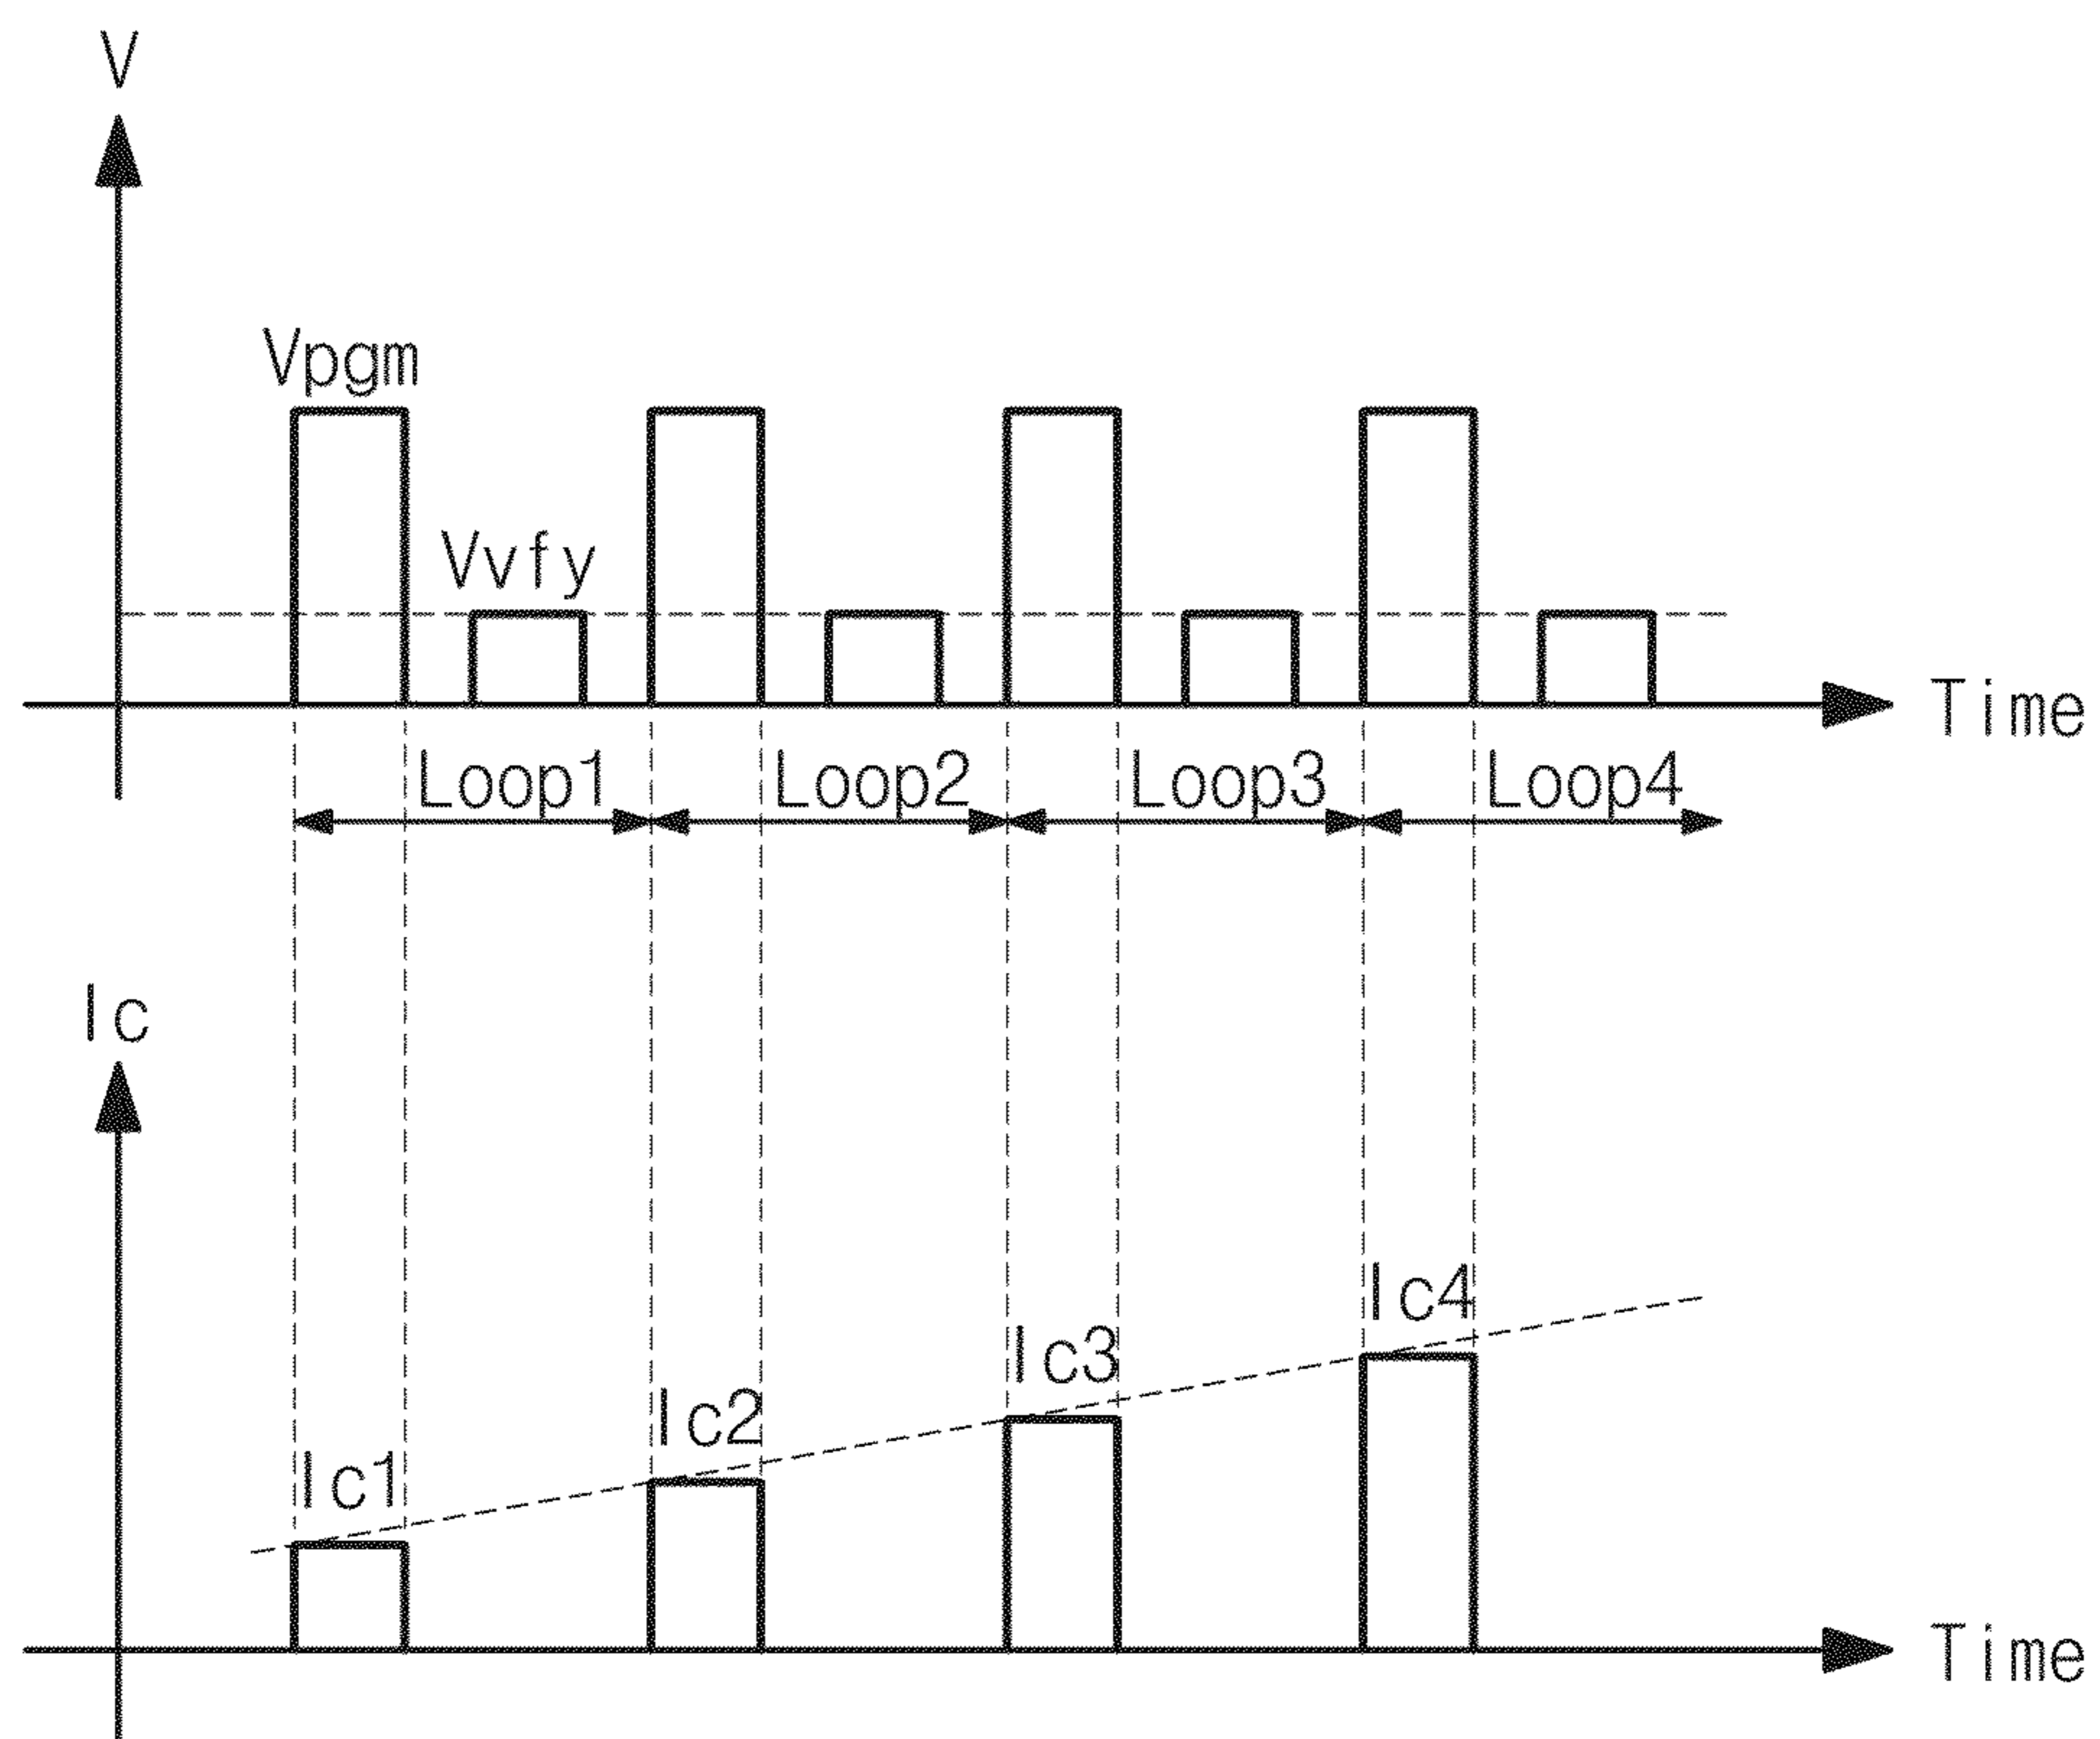 V
Vpgm
Vvfy
Time
Loop1 Loop2 Loop3 Loop4
Ic
Ic4
Ic3
Ic2
Ic1
Time